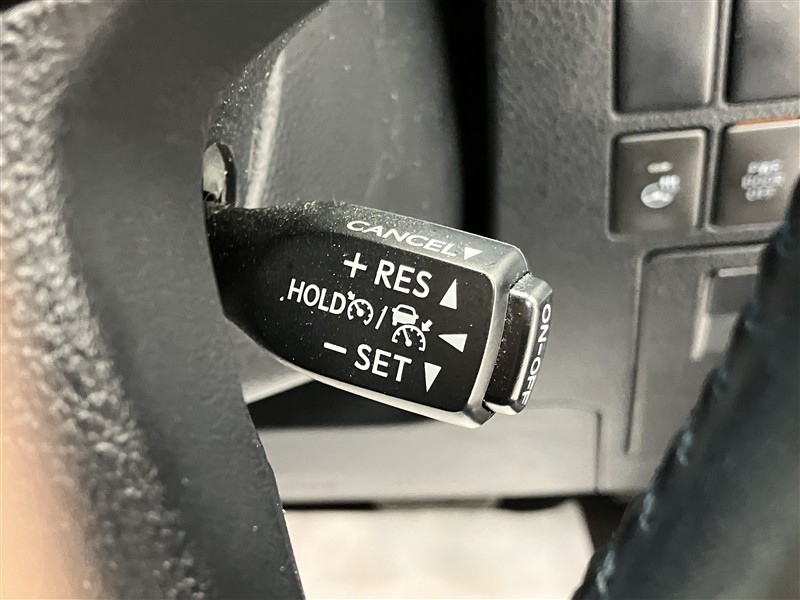 CANCEL▼
+ RES ▲
HOLD / ◄
− SET ▼
ON-OFF